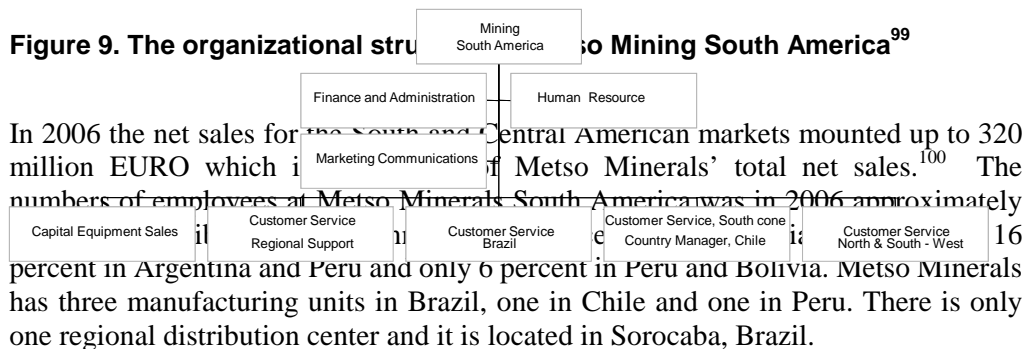 Mining
South America
Figure 9. The organizational Mining South America99
Finance and Administration
Human Resource
In 2006 the net sales for the South and Central American markets mounted up to 320
Marketing Communications
million EURO which Metso Minerals' total net sales.100 The
numbers of employees at Metso Minerals South America was in 2006 approximately
Capital Equipment Sales
Customer Service
Regional Support
Customer Service
Brazil
Customer Service, South cone
Country Manager, Chile
Customer Service
North & South - West
16
percent in Argentina and Peru and only 6 percent in Peru and Bolivia. Metso Minerals
has three manufacturing units in Brazil, one in Chile and one in Peru. There is only
one regional distribution center and it is located in Sorocaba, Brazil.